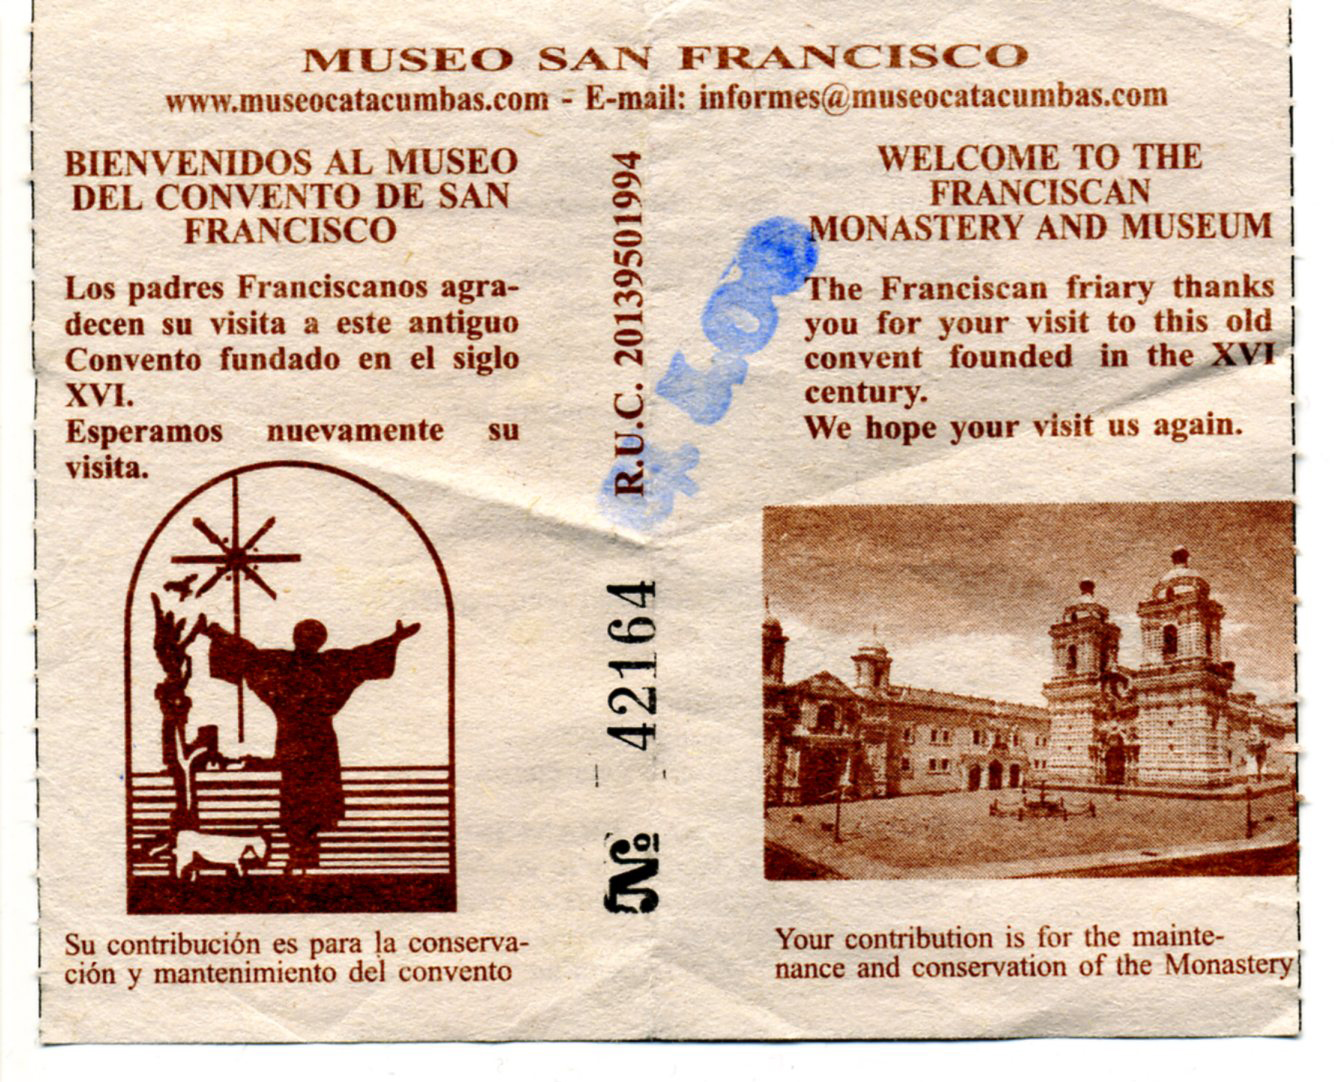 MUSEO SAN FRANCISCO
www.museocatacumbas.com - E-mail: informes@museocatacumbas.com
BIENVENIDOS AL MUSEO
DEL CONVENTO DE SAN
FRANCISCO
Los padres Franciscanos agra-
decen su visita a este antiguo
Convento fundado en el siglo
XVI.
Esperamos nuevamente su
visita.
Su contribución es para la conserva-
ción y mantenimiento del convento
R.U.C. 20139501994
Nº 42164
WELCOME TO THE
FRANCISCAN
MONASTERY AND MUSEUM
The Franciscan friary thanks
you for your visit to this old
convent founded in the XVI
century.
We hope your visit us again.
Your contribution is for the mainte-
nance and conservation of the Monastery